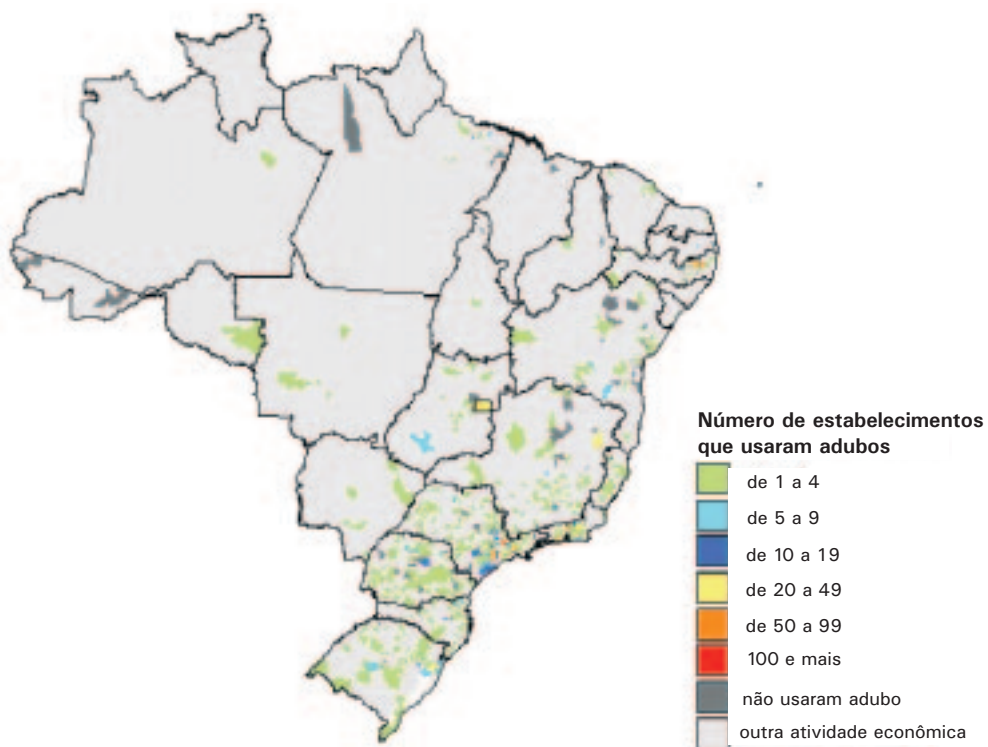 Número de estabelecimentos
que usaram adubos
de 1 a 4
de 5 a 9
de 10 a 19
de 20 a 49
de 50 a 99
100 e mais
não usaram adubo
outra atividade econômica